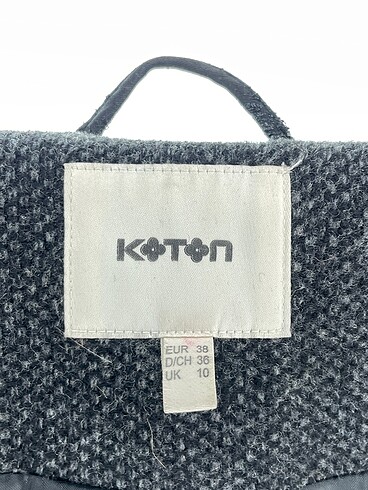 KOTON
EUR 38
D/CH 36
UK 10